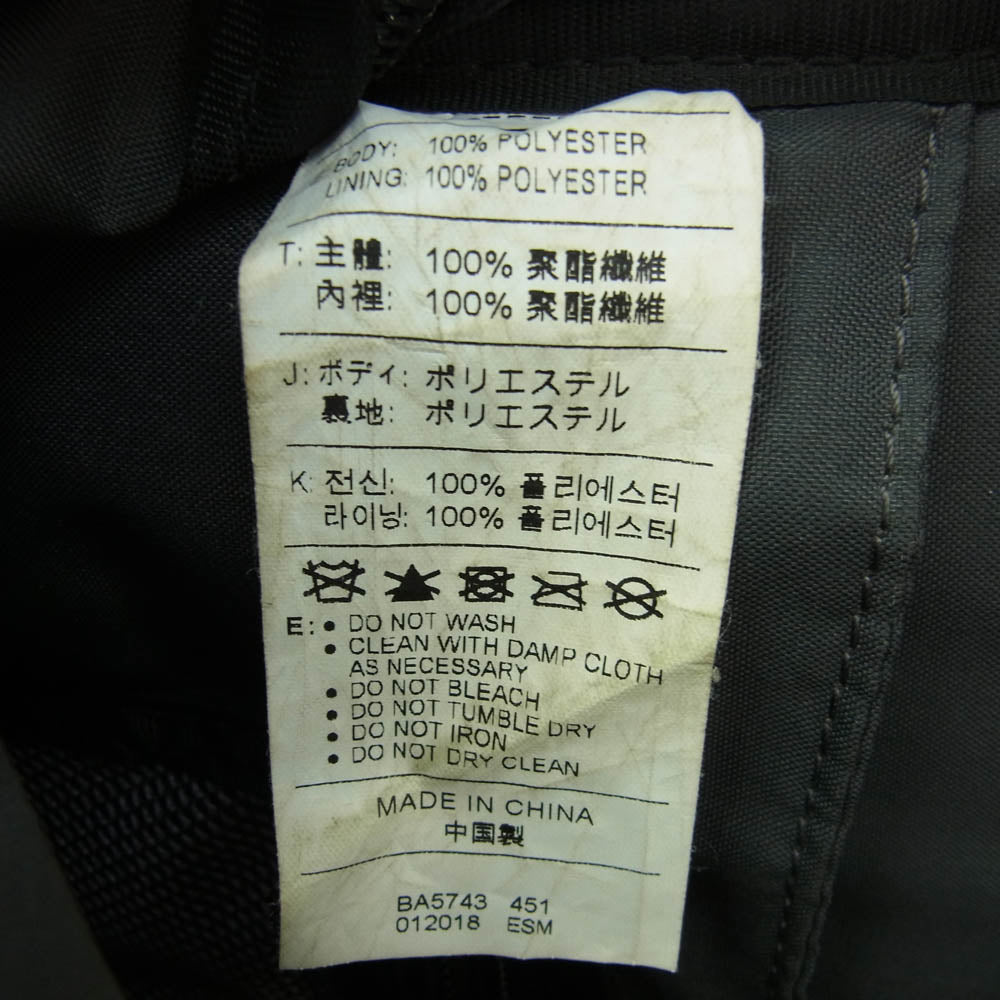 BODY: 100% POLYESTER
LINING: 100% POLYESTER
T: 主體: 100% 聚酯纖維
內裡: 100% 聚酯纖維
J: ボディ: ポリエステル
裏地: ポリエステル
K: 전신: 100% 폴리에스터
라이닝: 100% 폴리에스터
E: • DO NOT WASH
• CLEAN WITH DAMP CLOTH
AS NECESSARY
• DO NOT BLEACH
• DO NOT TUMBLE DRY
• DO NOT IRON
• DO NOT DRY CLEAN
MADE IN CHINA
中国製
BA5743 451
012018 ESM